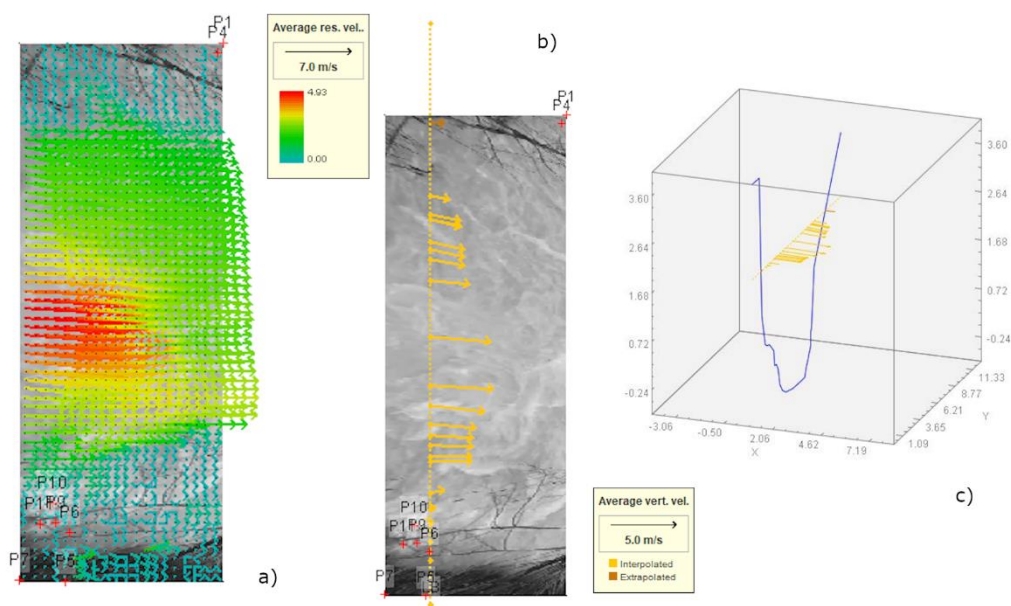 P1
P4
Average res. vel..
7.0 m/s
4.93
0.00
b)
P1
P4
3.60
2.64
1.68
0.72
-0.24
3.60
2.64
1.68
0.72
-0.24
11.33
8.77
6.21
3.65
1.09
Y
-3.06
-0.50
2.06
4.62
7.19
X
c)
P10
P6
P7
P5
a)
P10
P6
P7
Average vert. vel.
5.0 m/s
Interpolated
Extrapolated